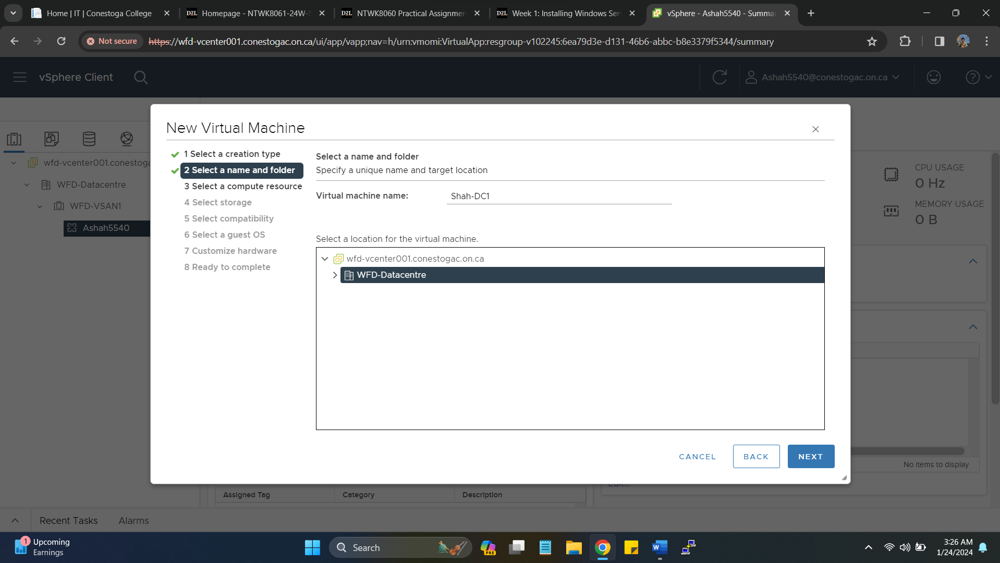 Home | IT | Conestoga College
D2L Homepage - NTWK8061-24W-S
D2L NTWK8060 Practical Assignmen
D2L Week 1: Installing Windows Ser
vSphere - Ashah5540 - Summa
Not secure
https://wfd-vcenter001.conestogac.on.ca/ui/app/vapp;nav=h/urn:vmomi:VirtualApp:resgroup-v102245:6ea79d3e-d131-46b6-abbc-b8e3379f5344/summary
vSphere Client
Ashah5540@conestogac.on.ca
wfd-vcenter001.conestoga
WFD-Datacentre
WFD-VSAN1
Ashah5540
New Virtual Machine
1 Select a creation type
2 Select a name and folder
3 Select a compute resource
4 Select storage
5 Select compatibility
6 Select a guest OS
7 Customize hardware
8 Ready to complete
Select a name and folder
Specify a unique name and target location
Virtual machine name:
Shah-DC1
Select a location for the virtual machine.
wfd-vcenter001.conestogac.on.ca
WFD-Datacentre
CANCEL
BACK
NEXT
CPU USAGE
0 Hz
MEMORY USAGE
0 B
No items to display
Edit...
Assigned Tag
Category
Description
Recent Tasks
Alarms
1
Upcoming
Earnings
Search
PRE
W
3:26 AM
1/24/2024